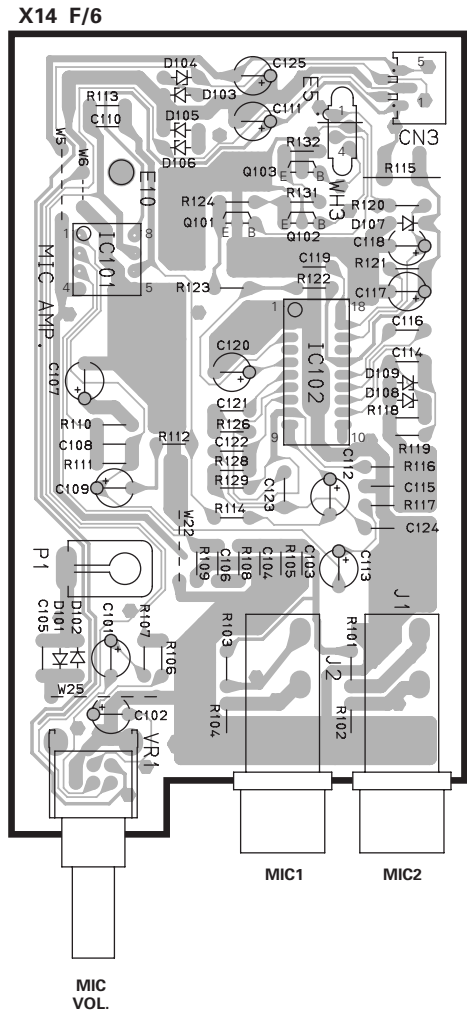 X14 F/6
D104
C125
5
R113
D103
E5
C110
D105
C111
1
1
CN3
W5
R132
W6
D106
Q103
4
E B
R115
E10
WH3
R124
R131
R120
Q101
E B
E B
D107
Q102
1
18
C118
MIC AMP.
IC101
C119
R121
4
5
R123
R122
C117
1
18
C116
IC102
C120
C114
C107
D109
D108
C121
R118
R110
R126
C108
R112
C122
9
10
R119
R111
R128
C112
R116
C109
R129
C115
C123
R117
R114
W22
C124
P1
R109
C106
R108
C104
R105
C103
C113
C105
D101
D102
C101
R107
J1
R103
R101
R106
J2
W25
C102
R104
R102
VR1
MIC1
MIC2
MIC
VOL.